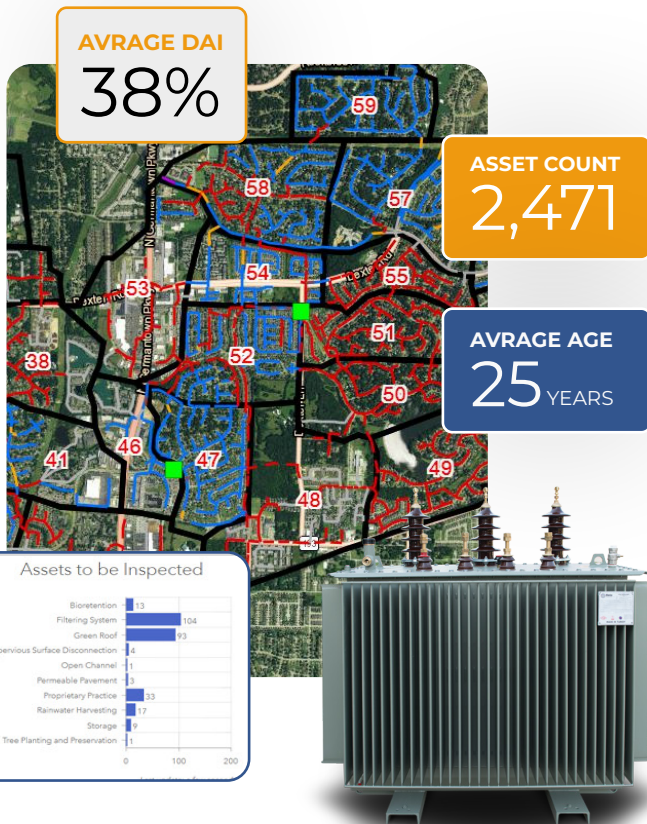 AVRAGE DAI
38%
59
ASSET COUNT
2,471
58
57
54
55
53
51
52
38
50
AVRAGE AGE
25 YEARS
46
47
41
49
48
Assets to be Inspected
Bioretention 13
Filtering System 104
Green Roof 93
pervious Surface Disconnection 4
Open Channel 1
Permeable Pavement 3
Proprietary Practice 33
Rainwater Harvesting 17
Storage 9
Tree Planting and Preservation 1
0 100 200